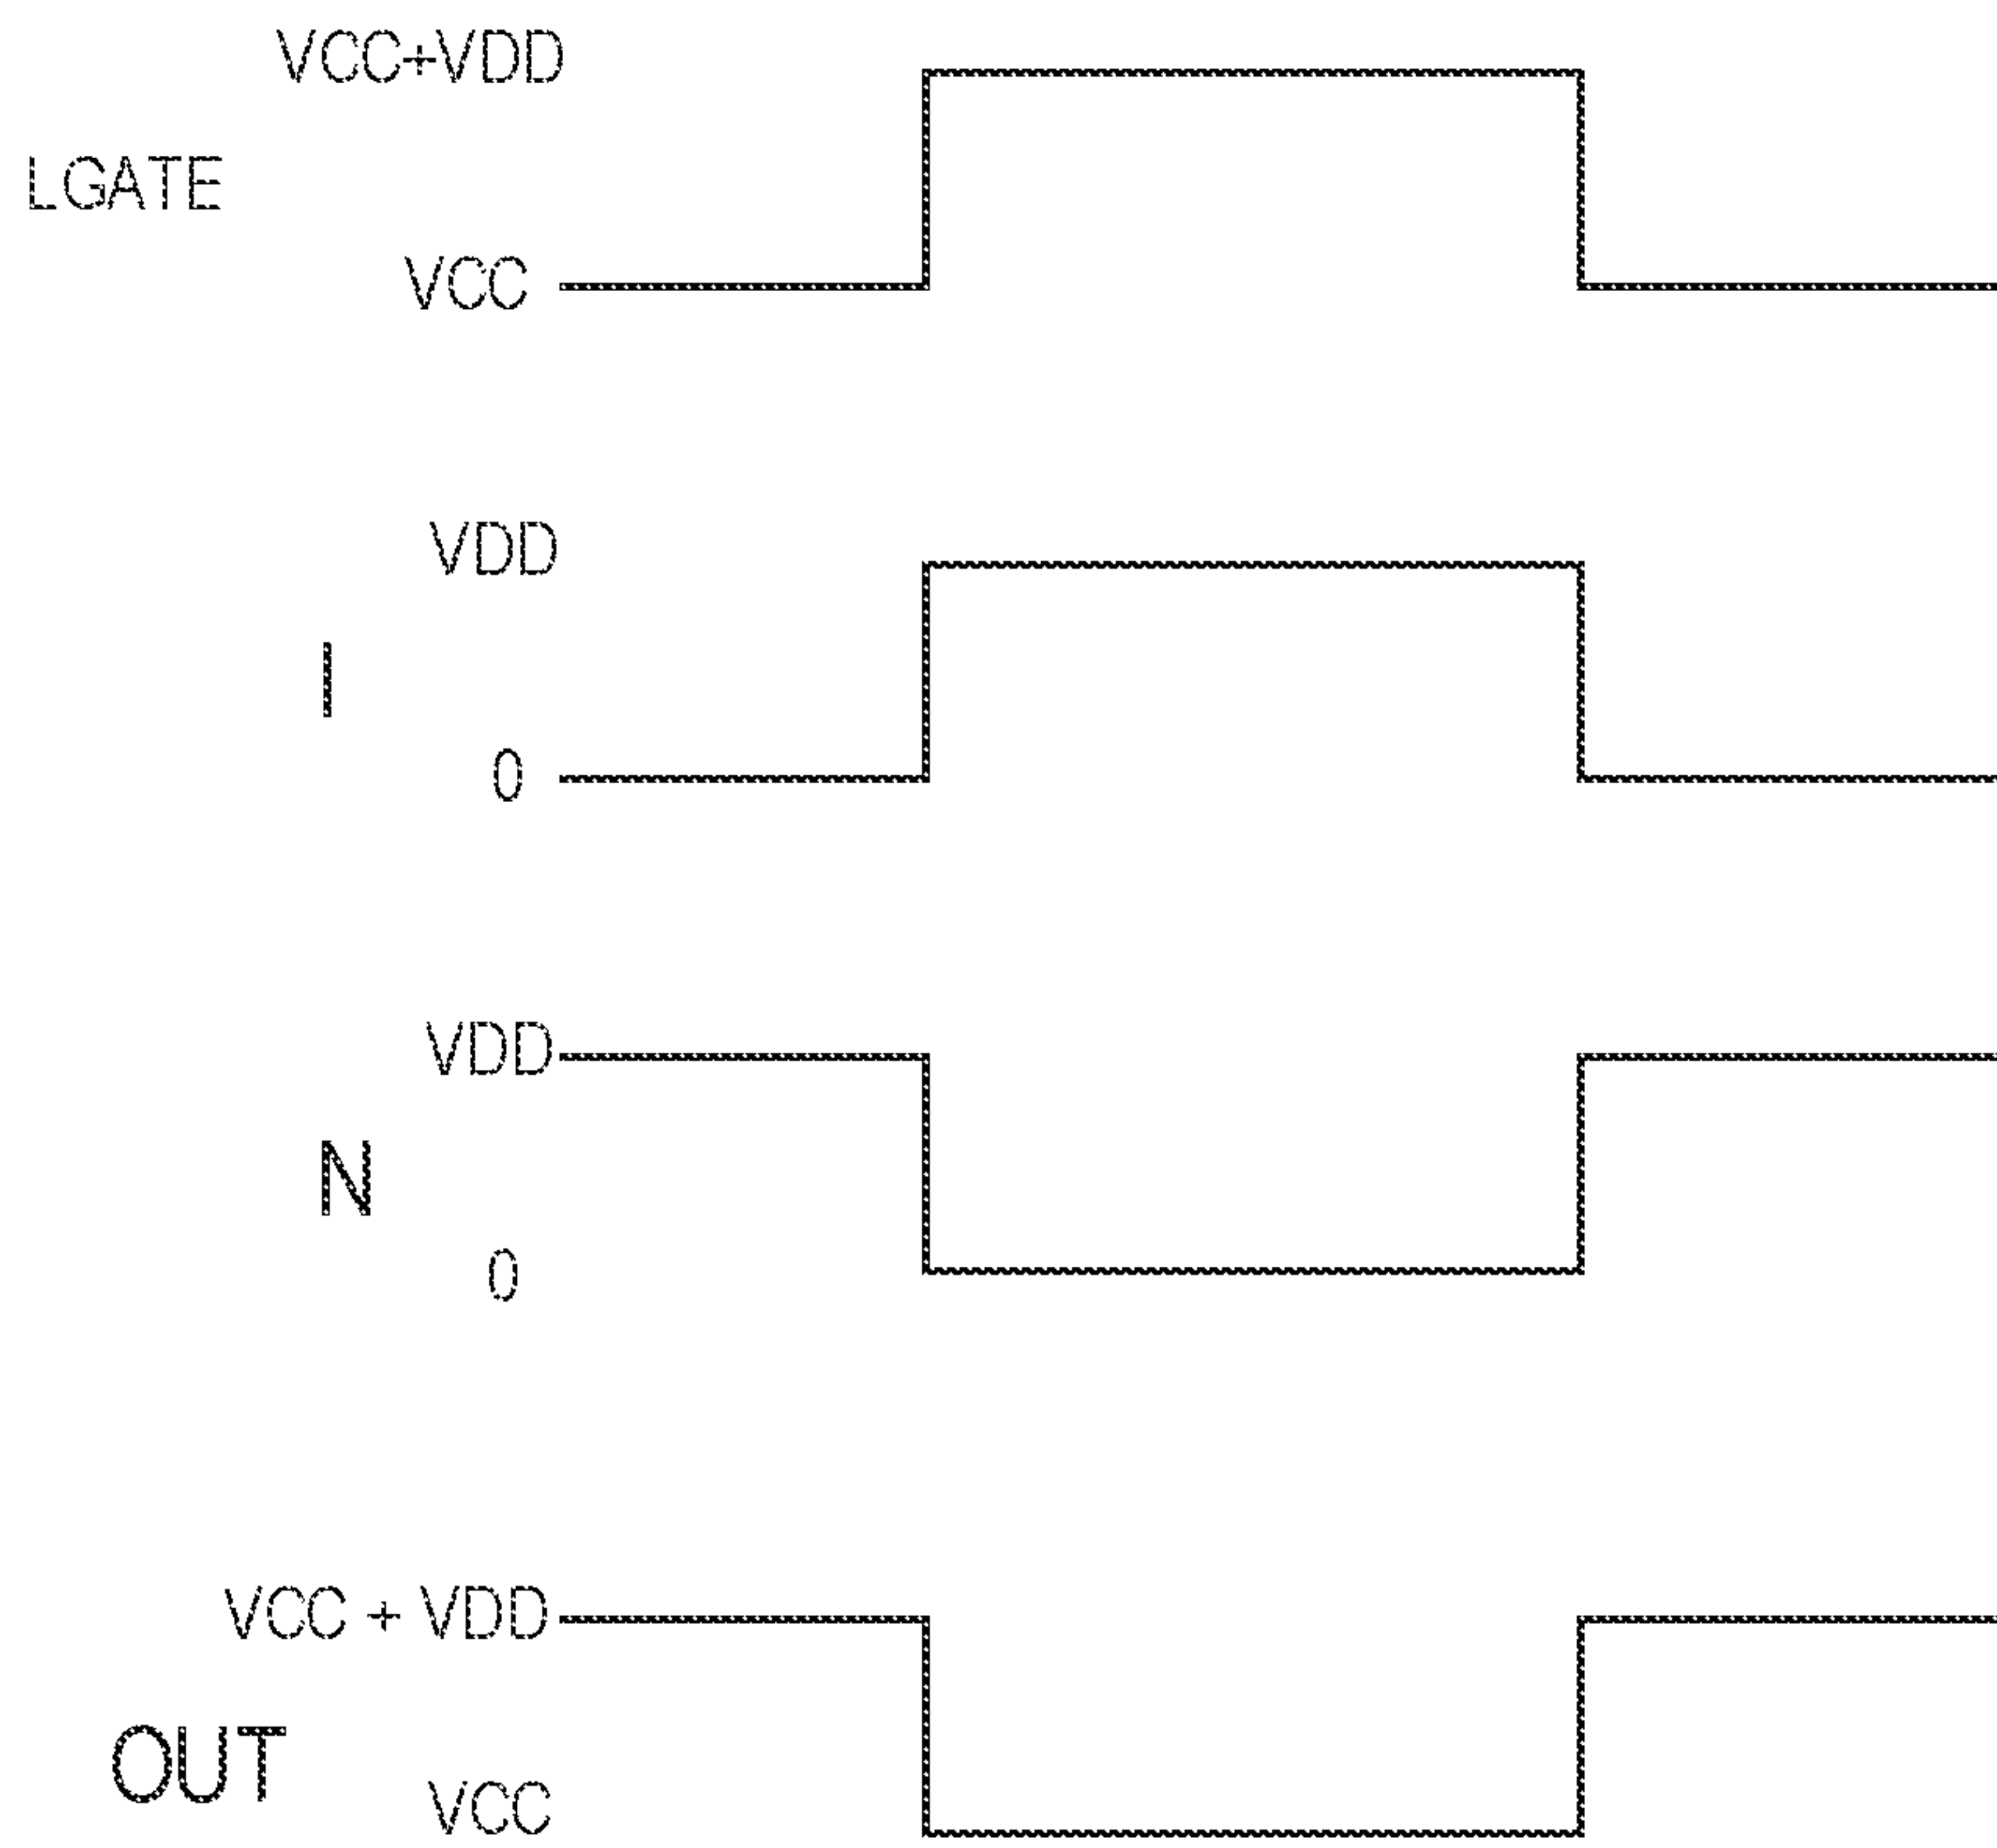 VCC+VDD
LGATE
VCC
VDD
I
0
VDD
N
0
VCC + VDD
OUT
VCC